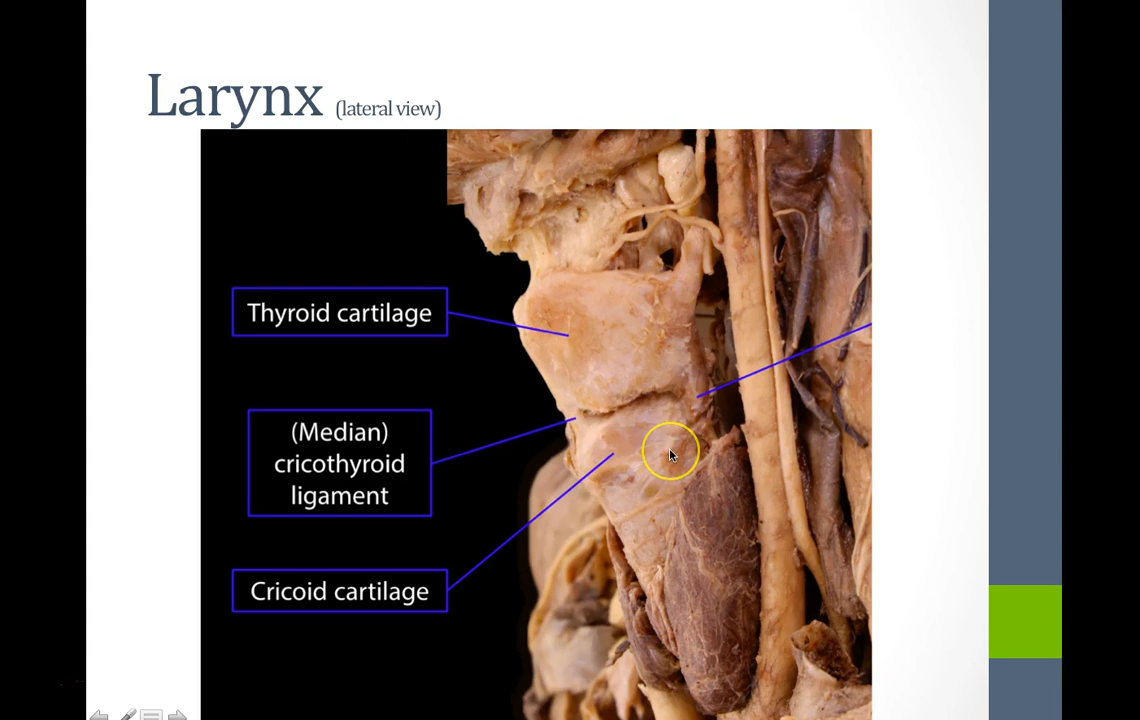 Larynx (lateral view)
Thyroid cartilage
(Median)
cricothyroid
ligament
Cricoid cartilage